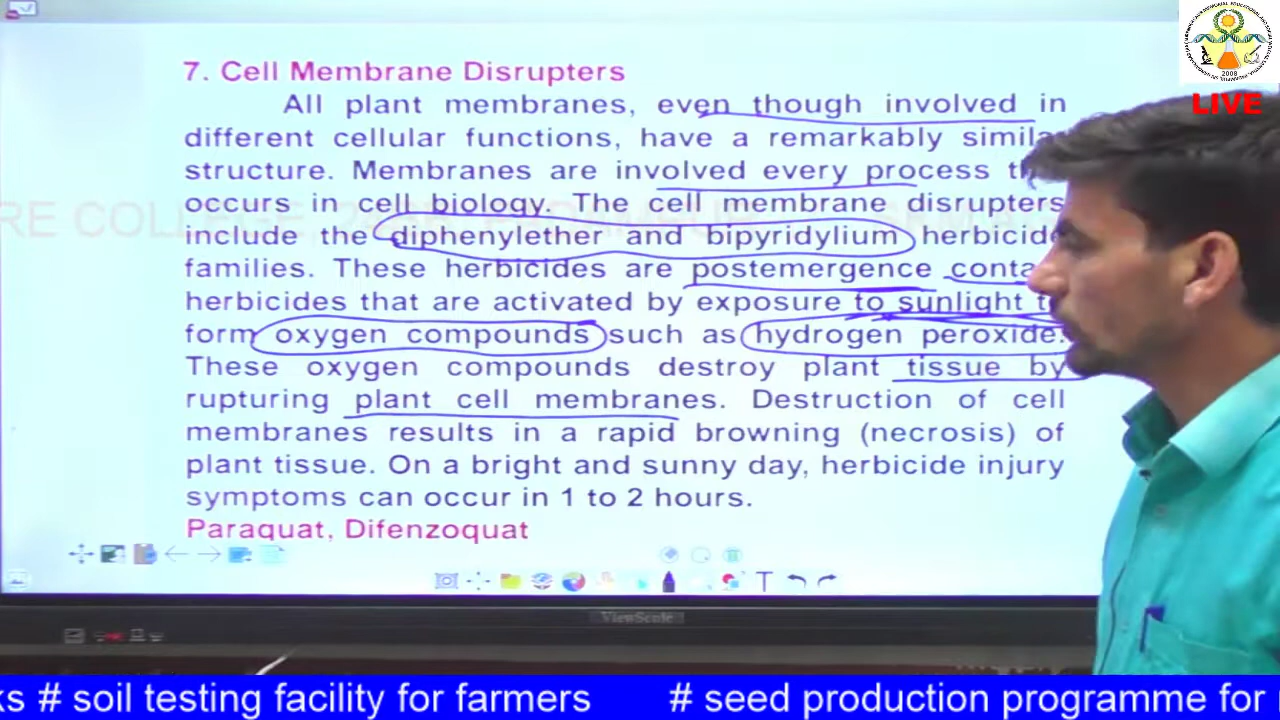 7. Cell Membrane Disrupters
All plant membranes, even though involved in
different cellular functions, have a remarkably simila
structure. Membranes are involved every process
occurs in cell biology. The cell membrane disrupters
include the diphenylether and bipyridylium herbicide
families. These herbicides are postemergence conta
herbicides that are activated by exposure to sunlight
form oxygen compounds such as hydrogen peroxide.
These oxygen compounds destroy plant tissue by
rupturing plant cell membranes. Destruction of cell
membranes results in a rapid browning (necrosis) of
plant tissue. On a bright and sunny day, herbicide injury
symptoms can occur in 1 to 2 hours.
Paraquat, Difenzoquat
T
ViewSonic
2008
LIVE
ks # soil testing facility for farmers # seed production programme for